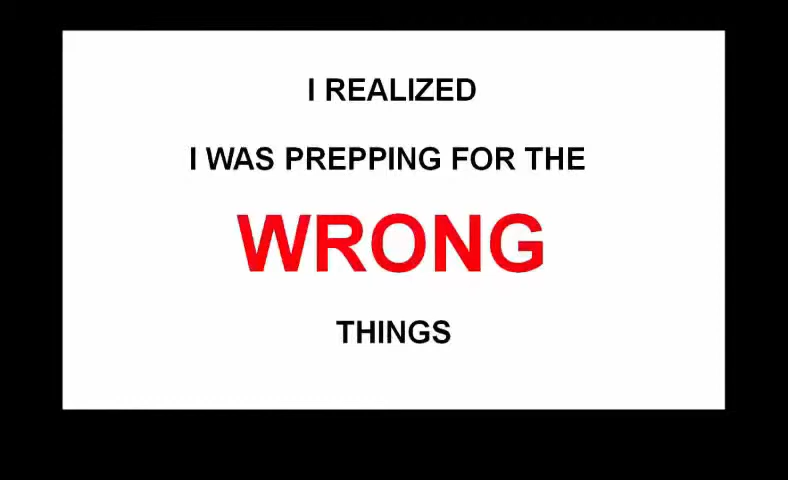 I REALIZED
I WAS PREPPING FOR THE
WRONG
THINGS